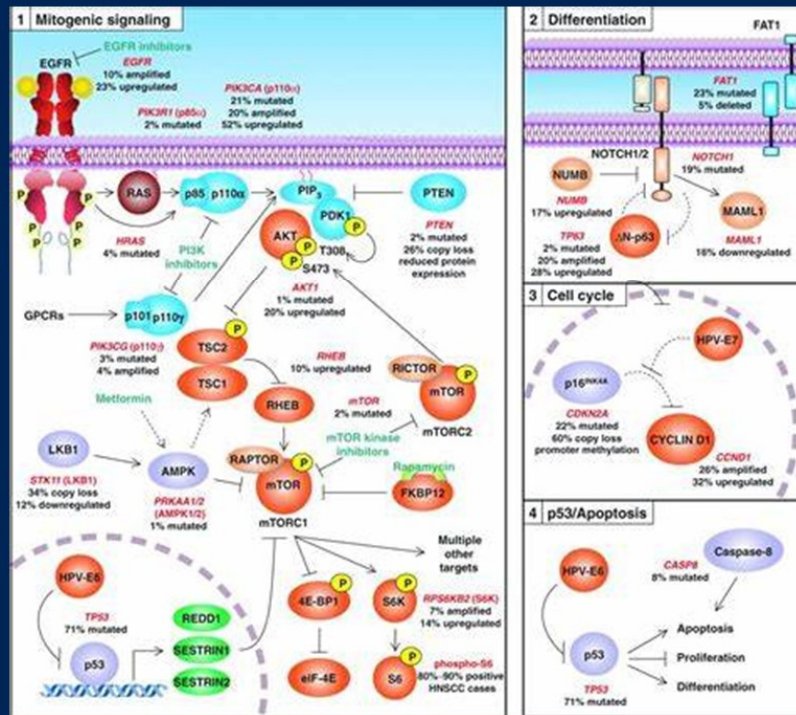 1 Mitogenic signaling
EGFR inhibitors
EGFR
EGFR
10% amplified
23% upregulated
PIK3R1 (p85α)
2% mutated
PIK3CA (p110α)
21% mutated
20% amplified
52% upregulated
P
P
P
P
P
P
RAS
p85
p110α
PIP3
PDK1
P
PTEN
HRAS
4% mutated
PI3K
inhibitors
AKT
P
P
T308
S473
PTEN
2% mutated
26% copy loss
reduced protein
expression
AKT1
1% mutated
20% upregulated
GPCRs
p101
p110γ
PIK3CG (p110γ)
3% mutated
4% amplified
P
TSC2
TSC1
RHEB
10% upregulated
RICTOR
P
mTOR
mTORC2
Metformin
RHEB
mTOR
2% mutated
mTOR kinase
inhibitors
LKB1
AMPK
RAPTOR
P
mTOR
mTORC1
Rapamycin
FKBP12
STK11 (LKB1)
34% copy loss
12% downregulated
PRKAA1/2
(AMPK1/2)
1% mutated
Multiple
other
targets
HPV-E6
TP53
71% mutated
p53
REDD1
SESTRIN1
SESTRIN2
P
4E-BP1
P
S6K
RPS6KB2 (S6K)
7% amplified
14% upregulated
eiF-4E
P
S6
phospho-S6
80%–90% positive
HNSCC cases
2 Differentiation
FAT1
FAT1
23% mutated
5% deleted
NOTCH1/2
NOTCH1
19% mutated
NUMB
NUMB
17% upregulated
MAML1
MAML1
16% downregulated
TP63
2% mutated
20% amplified
28% upregulated
ΔN-p63
3 Cell cycle
HPV-E7
p16INK4A
CDKN2A
22% mutated
60% copy loss
promoter methylation
CYCLIN D1
CCND1
26% amplified
32% upregulated
4 p53/Apoptosis
HPV-E6
CASP8
8% mutated
Caspase-8
p53
TP53
71% mutated
Apoptosis
Proliferation
Differentiation